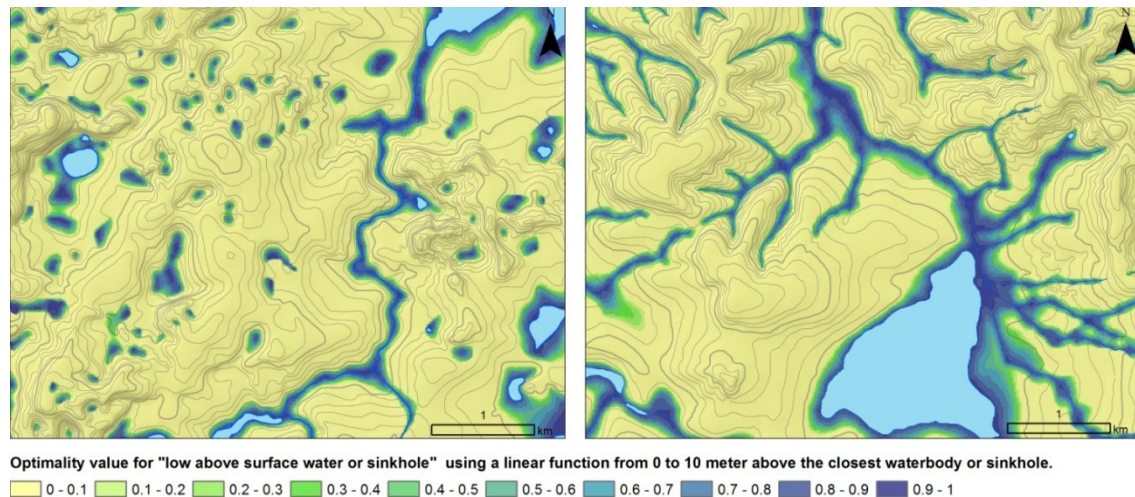 N
N
1
km
1
km
Optimality value for "low above surface water or sinkhole" using a linear function from 0 to 10 meter above the closest waterbody or sinkhole.
0 - 0.1 0.1 - 0.2 0.2 - 0.3 0.3 - 0.4 0.4 - 0.5 0.5 - 0.6 0.6 - 0.7 0.7 - 0.8 0.8 - 0.9 0.9 - 1